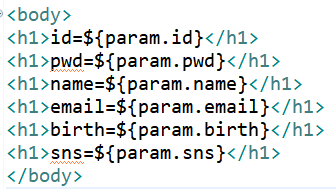 <body>
<h1>id=${param.id}</h1>
<h1>pwd=${param.pwd}</h1>
<h1>name=${param.name}</h1>
<h1>email=${param.email}</h1>
<h1>birth=${param.birth}</h1>
<h1>sns=${param.sns}</h1>
</body>